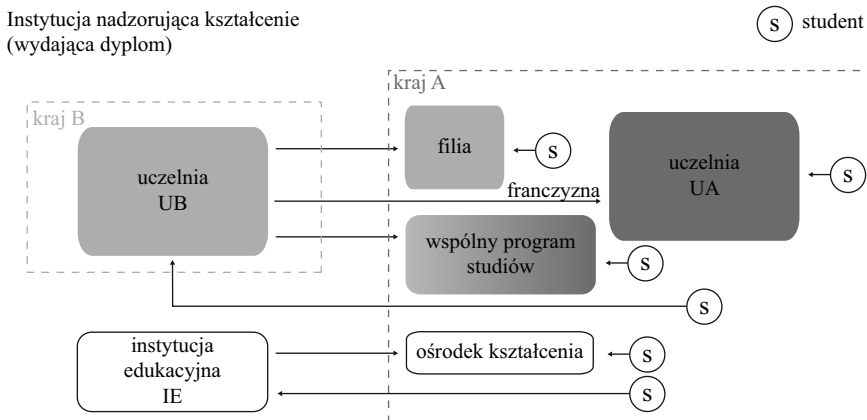 Instytucja nadzorująca kształcenie
(wydająca dyplom)
s student
kraj A
kraj B
uczelnia
UB
filia
s
uczelnia
UA
s
franczyzna
wspólny program
studiów
s
s
instytucja
edukacyjna
IE
ośrodek kształcenia
s
s